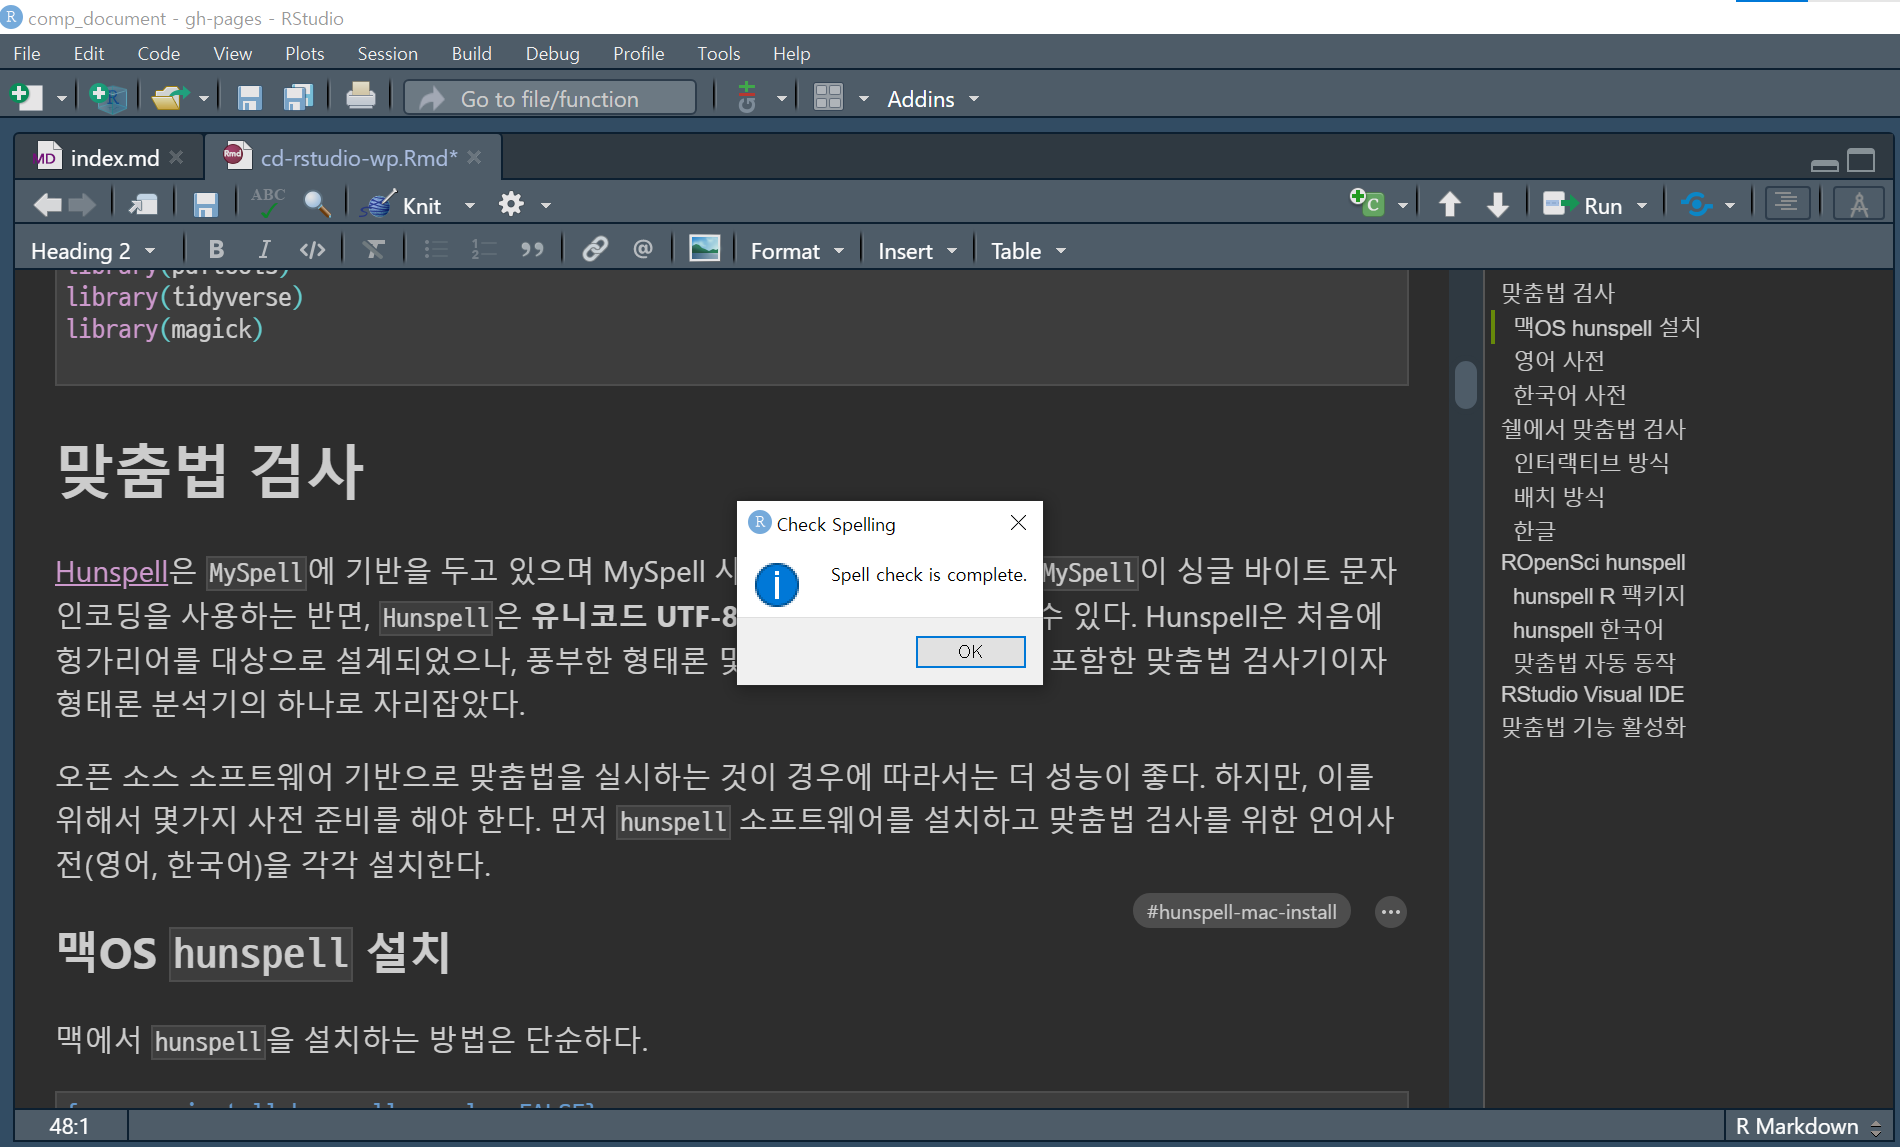 comp_document - gh-pages - RStudio
File Edit Code View Plots Session Build Debug Profile Tools Help
Go to file/function Addins
index.md cd-rstudio-wp.Rmd*
ABC Knit Run
Heading 2 B I </> @ Format Insert Table
library(tidyverse)
library(magick)
맞춤법 검사
Hunspell은 MySpell에 기반을 두고 있으며 MySpell 사 MySpell이 싱글 바이트 문자
인코딩을 사용하는 반면, Hunspell은 유니코드 UTF-8 수 있다. Hunspell은 처음에
헝가리어를 대상으로 설계되었으나, 풍부한 형태론 및 포함한 맞춤법 검사기이자
형태론 분석기의 하나로 자리잡았다.
오픈 소스 소프트웨어 기반으로 맞춤법을 실시하는 것이 경우에 따라서는 더 성능이 좋다. 하지만, 이를
위해서 몇가지 사전 준비를 해야 한다. 먼저 hunspell 소프트웨어를 설치하고 맞춤법 검사를 위한 언어사
전(영어, 한국어)을 각각 설치한다.
#hunspell-mac-install
맥OS hunspell 설치
맥에서 hunspell을 설치하는 방법은 단순하다.
Check Spelling
Spell check is complete.
OK
맞춤법 검사
맥OS hunspell 설치
영어 사전
한국어 사전
쉘에서 맞춤법 검사
인터랙티브 방식
배치 방식
한글
ROpenSci hunspell
hunspell R 팩키지
hunspell 한국어
맞춤법 자동 동작
RStudio Visual IDE
맞춤법 기능 활성화
48:1
R Markdown